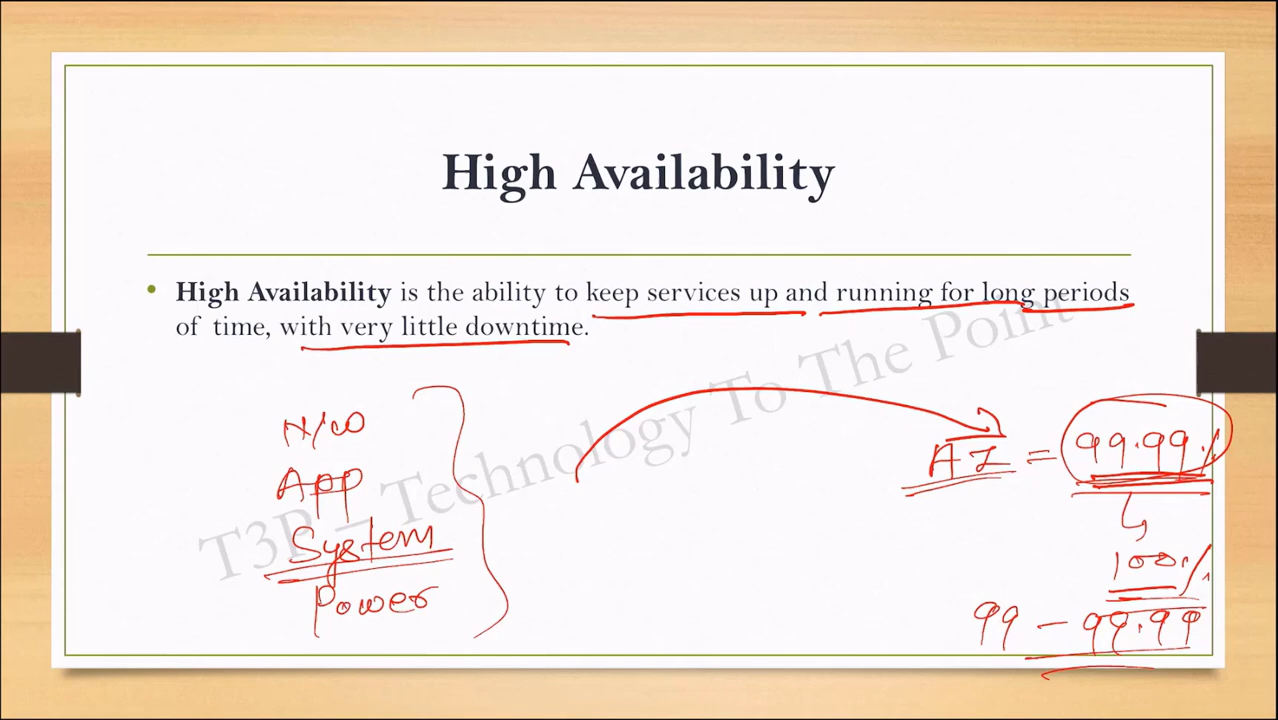 High Availability
• High Availability is the ability to keep services up and running for long periods
of time, with very little downtime.
T3P – Technology To The Point
N/W
App
System
Power
AZ = 99.99%
100%
99 – 99.99